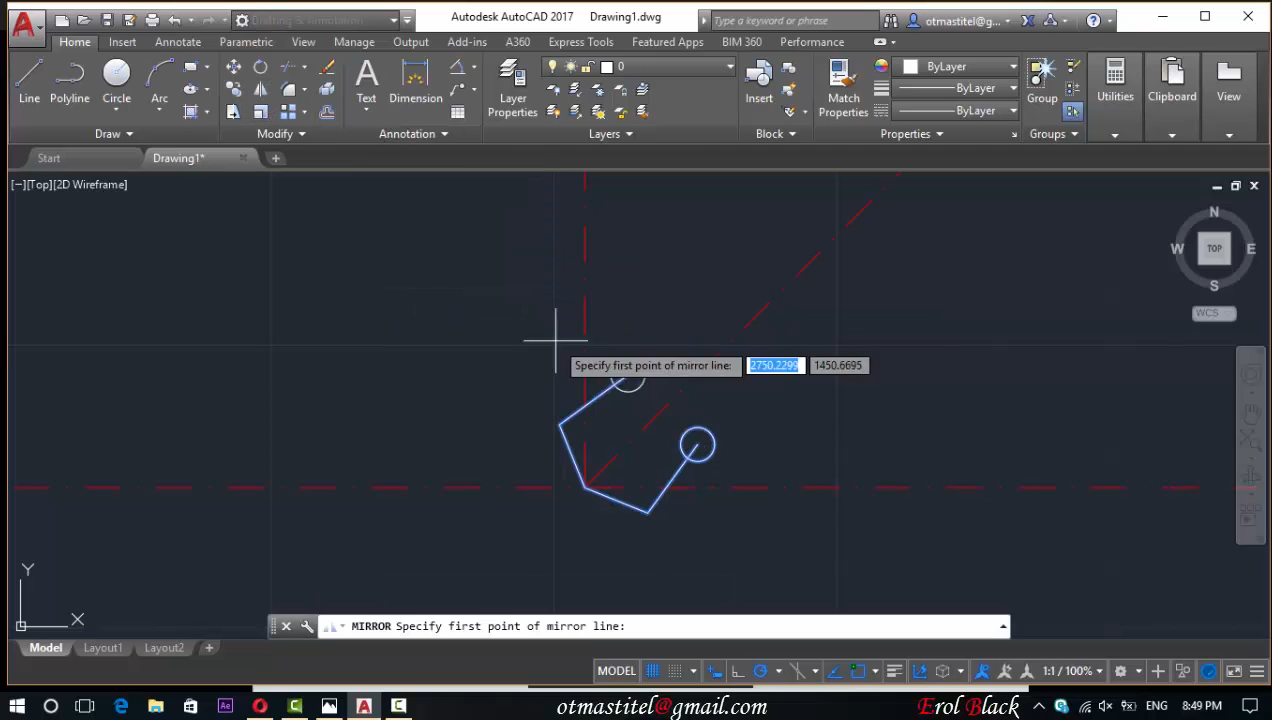 Drafting & Annotation
Autodesk AutoCAD 2017 Drawing1.dwg
Type a keyword or phrase
otmastitel@g...
Home Insert Annotate Parametric View Manage Output Add-ins A360 Express Tools Featured Apps BIM 360 Performance
Line Polyline Circle Arc
Text Dimension
Layer Properties
0
Insert
Match Properties
ByLayer
ByLayer
ByLayer
Group
Utilities
Clipboard
View
Draw Modify Annotation Layers Block Properties Groups
Start Drawing1*
[−][Top][2D Wireframe]
N
W TOP E
S
WCS
Specify first point of mirror line: 2750.2299 1450.6695
Y
X
MIRROR Specify first point of mirror line:
Model Layout1 Layout2
MODEL 1:1 / 100%
otmastitel@gmail.com
Erol Black
ENG 8:49 PM